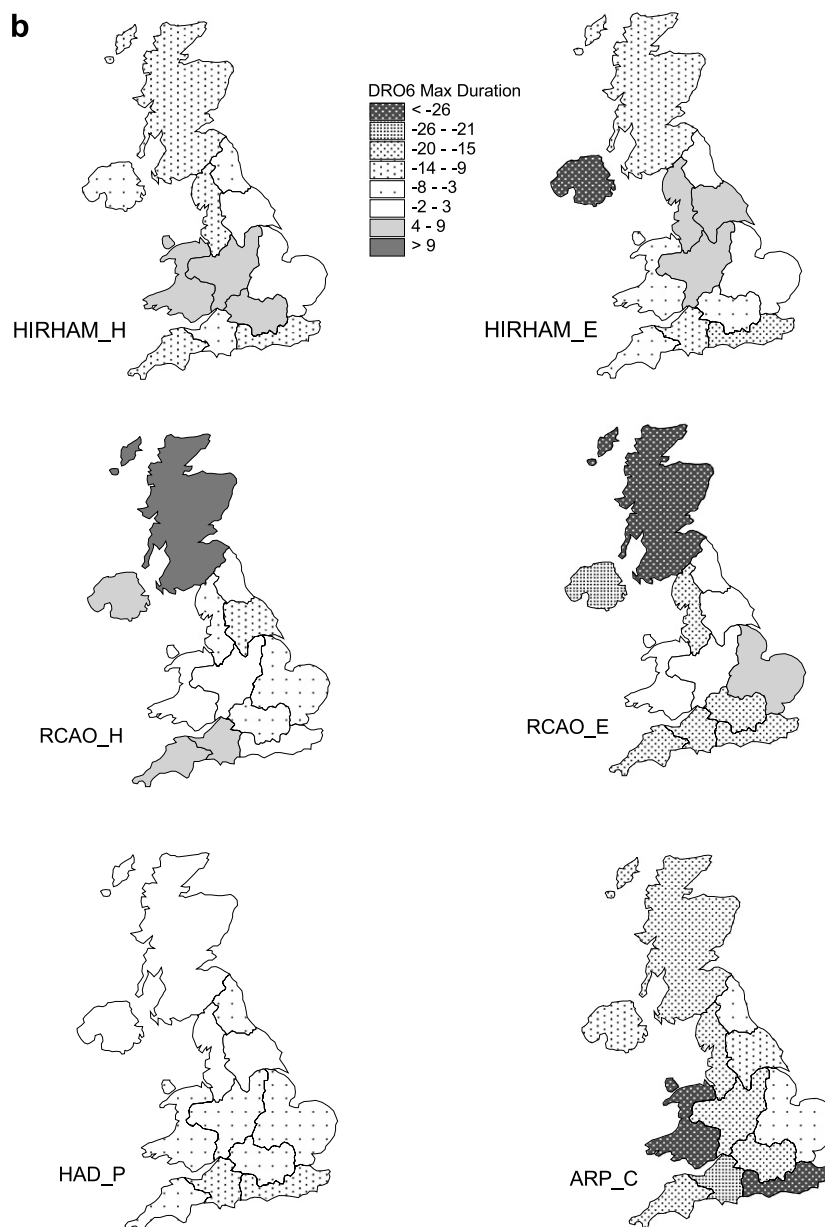 b
DRO6 Max Duration
< -26
-26 - -21
-20 - -15
-14 - -9
-8 - -3
-2 - 3
4 - 9
> 9
HIRHAM_H
HIRHAM_E
RCAO_H
RCAO_E
HAD_P
ARP_C